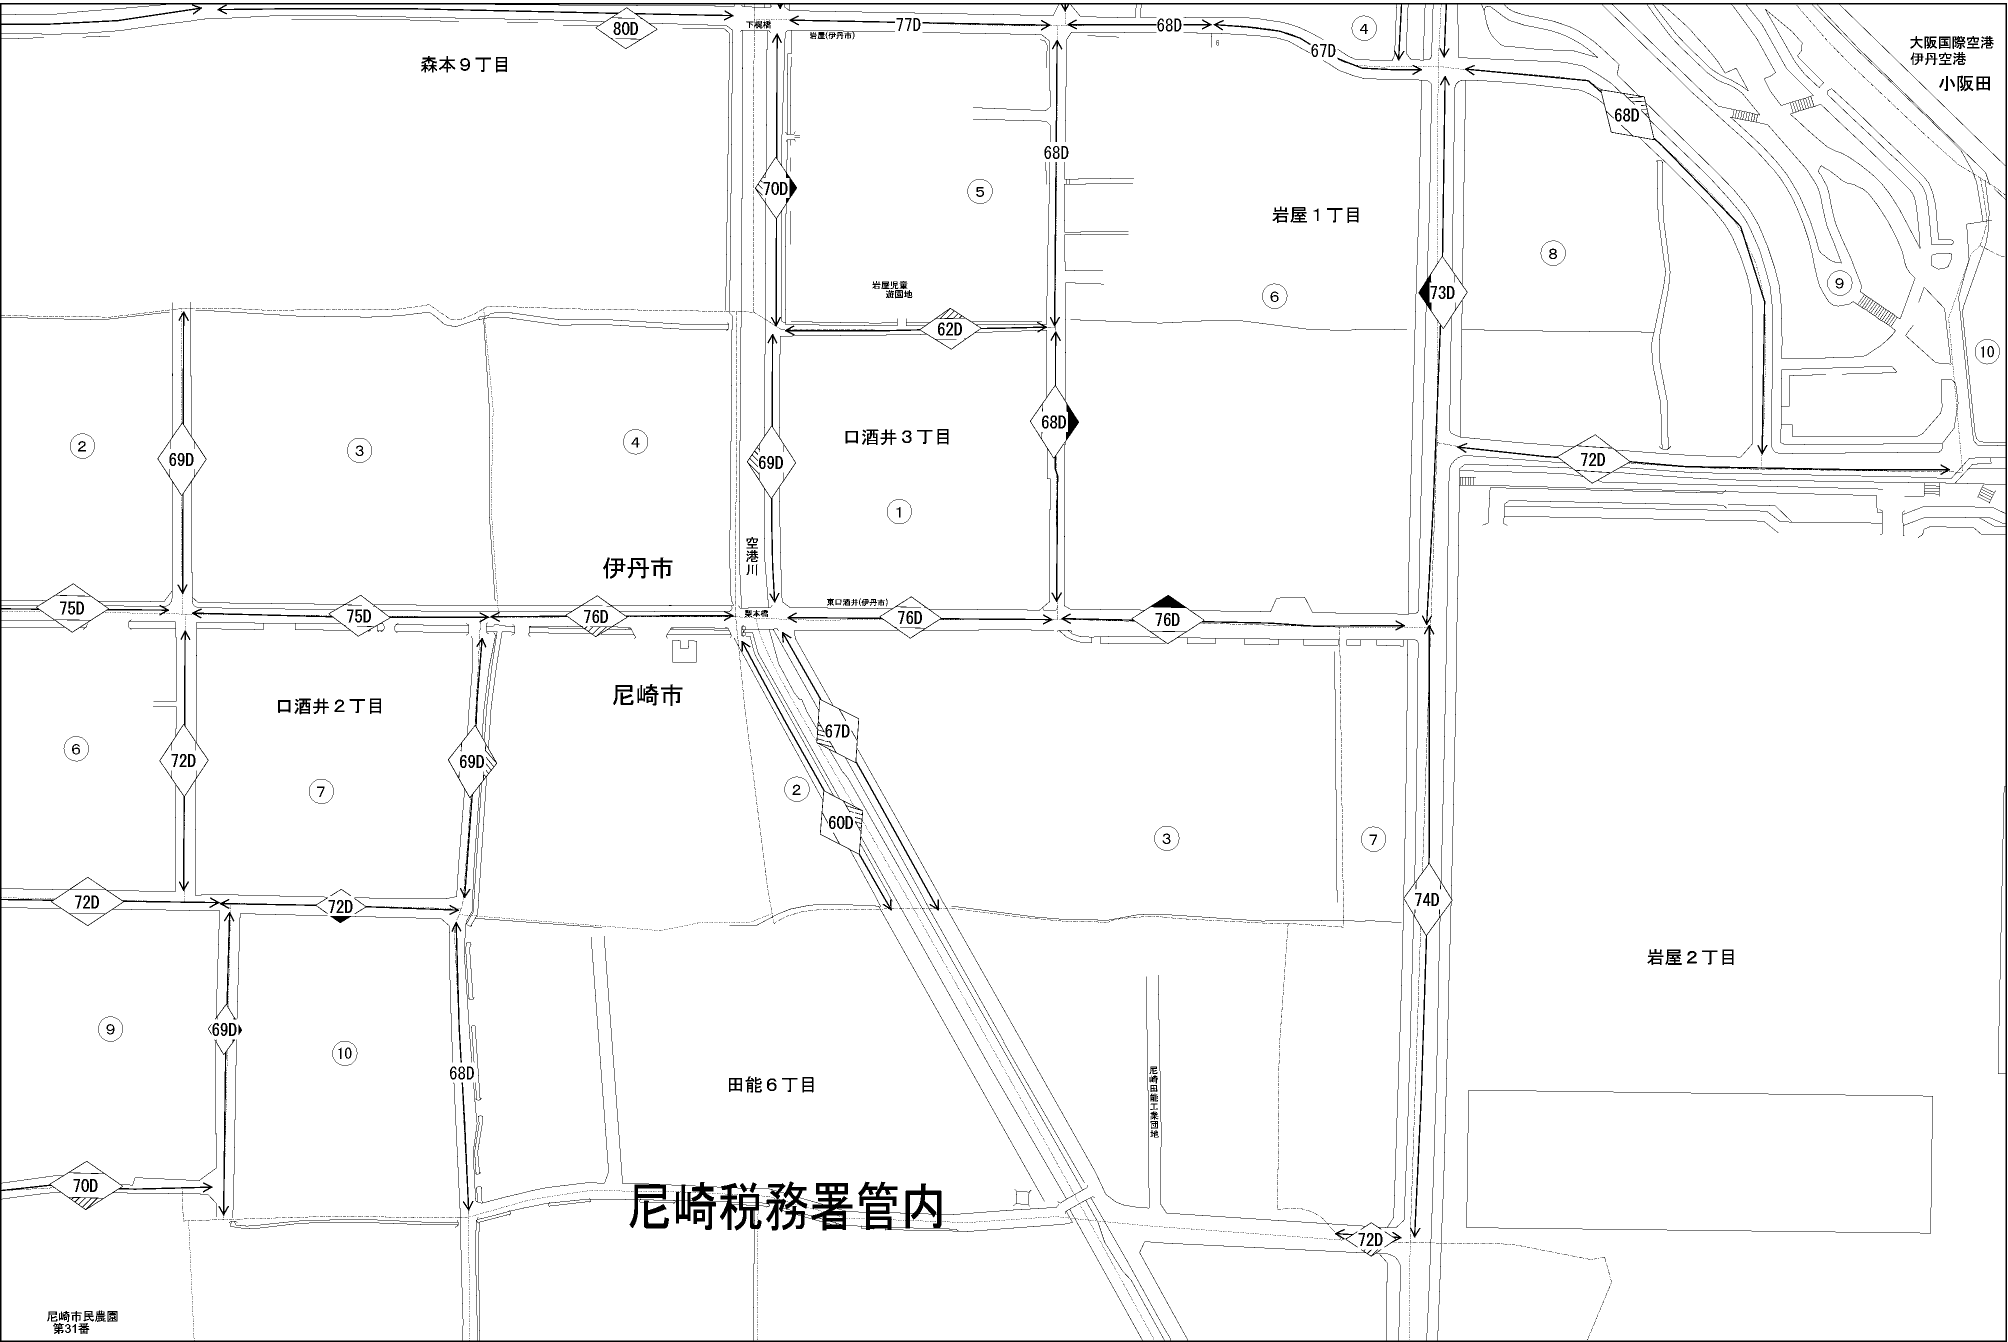 80D
下梶橋
77D
68D
67D
④
大阪国際空港
伊丹空港
小阪田
岩屋(伊丹市)
6
森本9丁目
68D
68D
70D
⑤
岩屋1丁目
⑧
⑨
73D
⑥
岩屋児童
遊園地
62D
⑩
②
69D
③
④
69D
口酒井3丁目
68D
72D
①
空港川
伊丹市
75D
75D
76D
栗本橋
東口酒井(伊丹市)
76D
76D
口酒井2丁目
尼崎市
67D
⑥
72D
⑦
69D
②
60D
③
⑦
72D
72D
74D
岩屋2丁目
⑨
69D
⑩
68D
田能6丁目
尼崎田能工業団地
70D
尼崎税務署管内
72D
尼崎市民農園
第31番